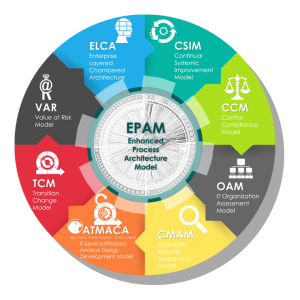 ELCA
Enterprise
Layered
Chambered
Architecture
CSIM
Continual
Systemic
Improvement
Model
CCM
Control
Compliance
Model
OAM
IT Organization
Assessment
Model
CMAM
Capacity
Maturity
Assessment
Model
ATMACA
IT Service/Product
Analyze Design
Development Model
TCM
Transition
Change
Model
VAR
Value at Risk
Model
EPAM
Enhanced
Process
Architecture
Model